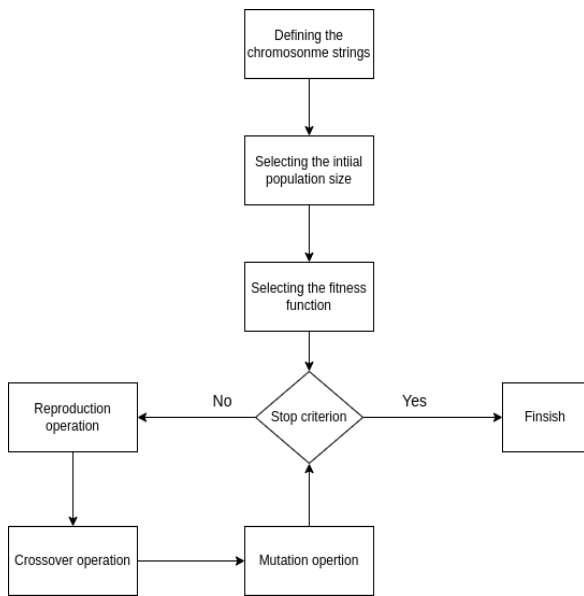 Defining the
chromosonme strings
Selecting the intiial
population size
Selecting the fitness
function
No
Stop criterion
Yes
Reproduction
operation
Finsish
Crossover operation
Mutation opertion